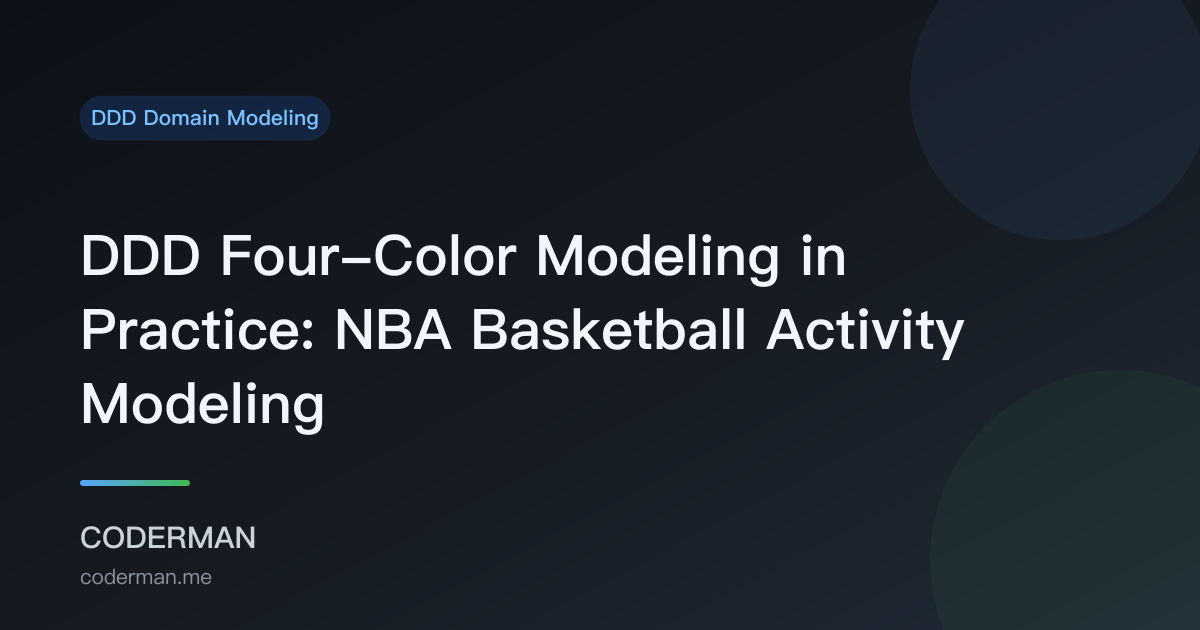 DDD Domain Modeling
DDD Four–Color Modeling in
Practice: NBA Basketball Activity
Modeling
CODERMAN
coderman.me